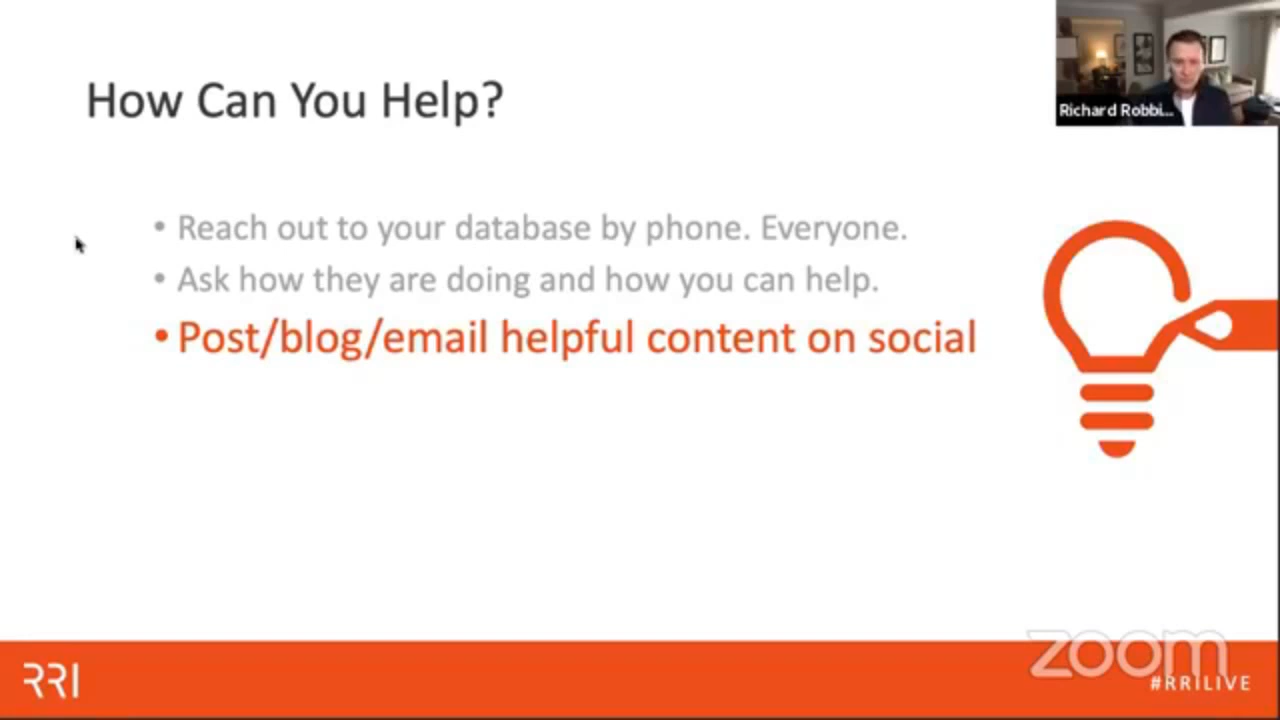 How Can You Help?
Richard Robbi...
• Reach out to your database by phone. Everyone.
• Ask how they are doing and how you can help.
• Post/blog/email helpful content on social
zoom
RRI
#RRILIVE